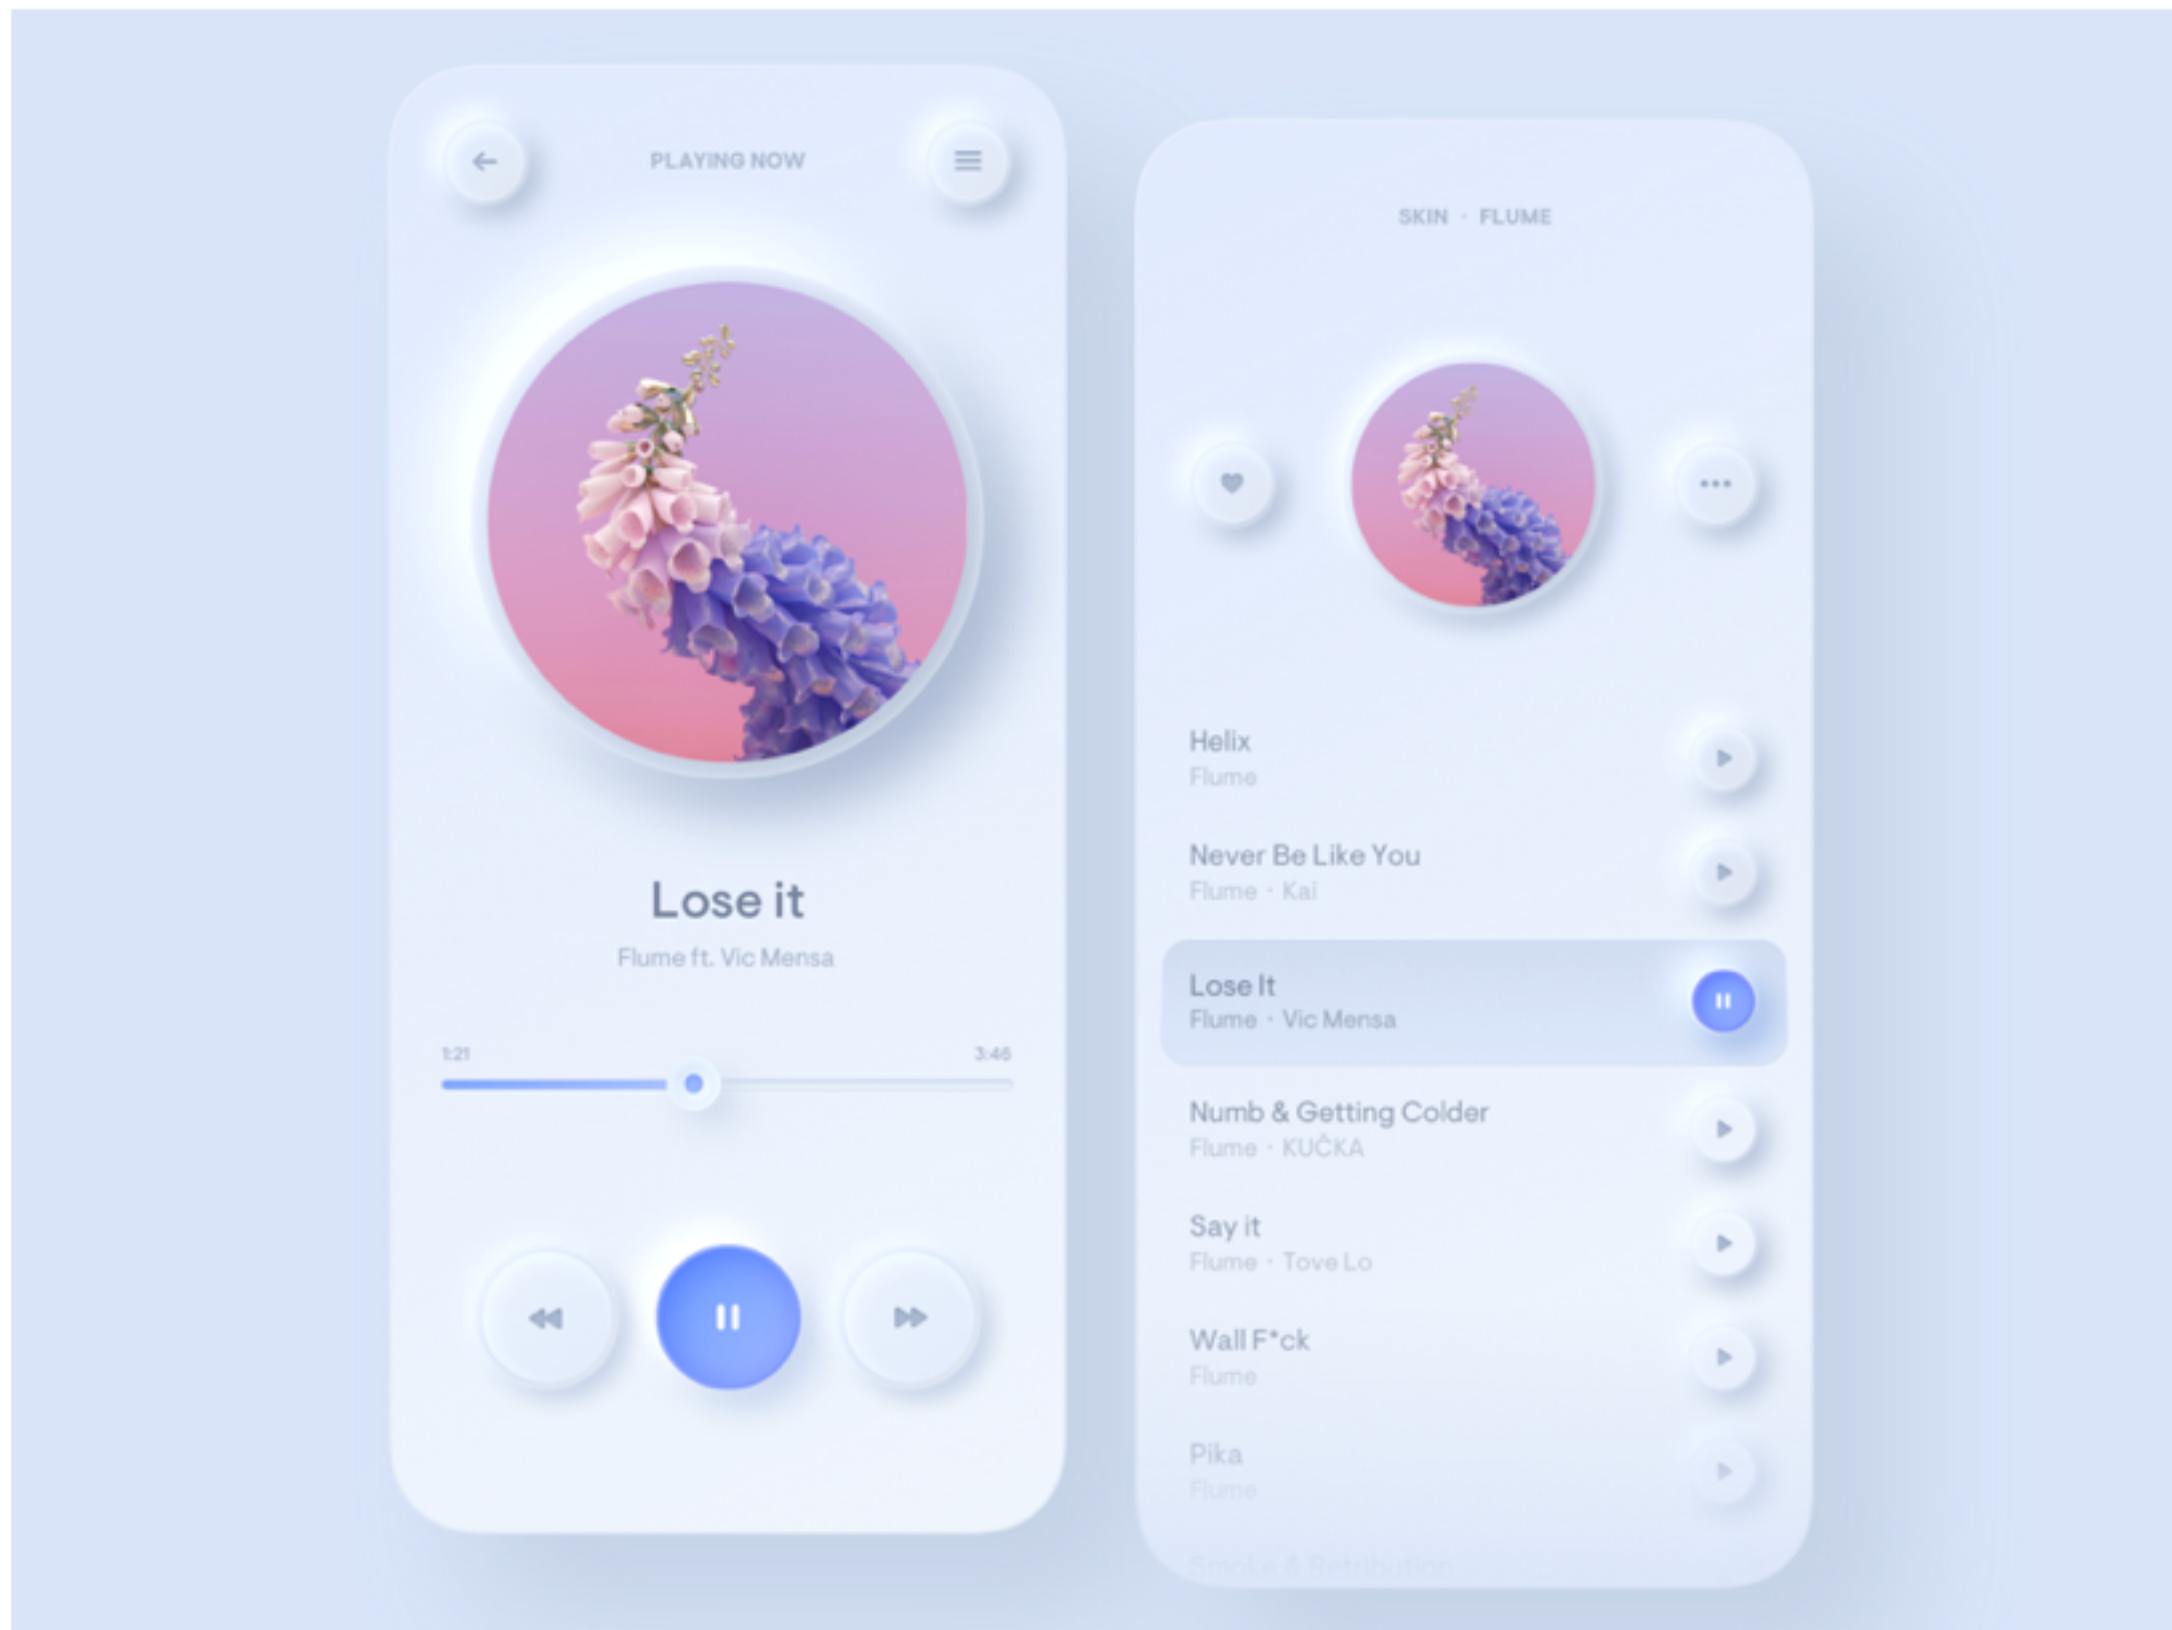 PLAYING NOW
Lose it
Flume ft. Vic Mensa
1:21
3:46
SKIN · FLUME
Helix
Flume
Never Be Like You
Flume · Kai
Lose It
Flume · Vic Mensa
Numb & Getting Colder
Flume · KUČKA
Say it
Flume · Tove Lo
Wall F*ck
Flume
Pika
Flume
Smoke & Retribution